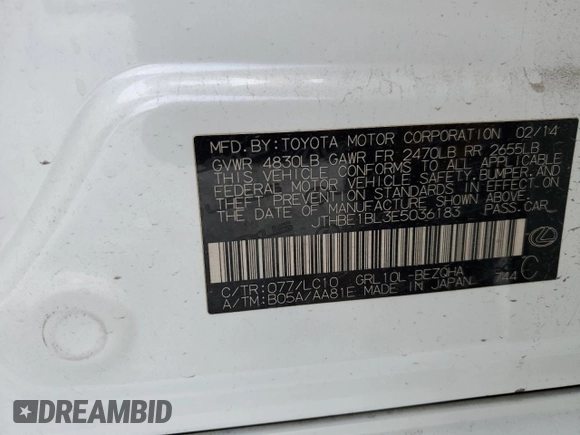 MFD.BY: TOYOTA MOTOR CORPORATION 02/14
GVWR 4830LB GAWR FR 2470LB RR 2655LB
THIS VEHICLE CONFORMS TO ALL APPLICABLE
FEDERAL MOTOR VEHICLE SAFETY, BUMPER, AND
THEFT PREVENTION STANDARDS IN EFFECT ON
THE DATE OF MANUFACTURE SHOWN ABOVE.
JTHBE1BL3E5036183 PASS.CAR
C/TR: 077/LC10 GRL10L-BEZQHA
A/TM: B05A/AA81E MADE IN JAPAN 744
C
DREAMBID